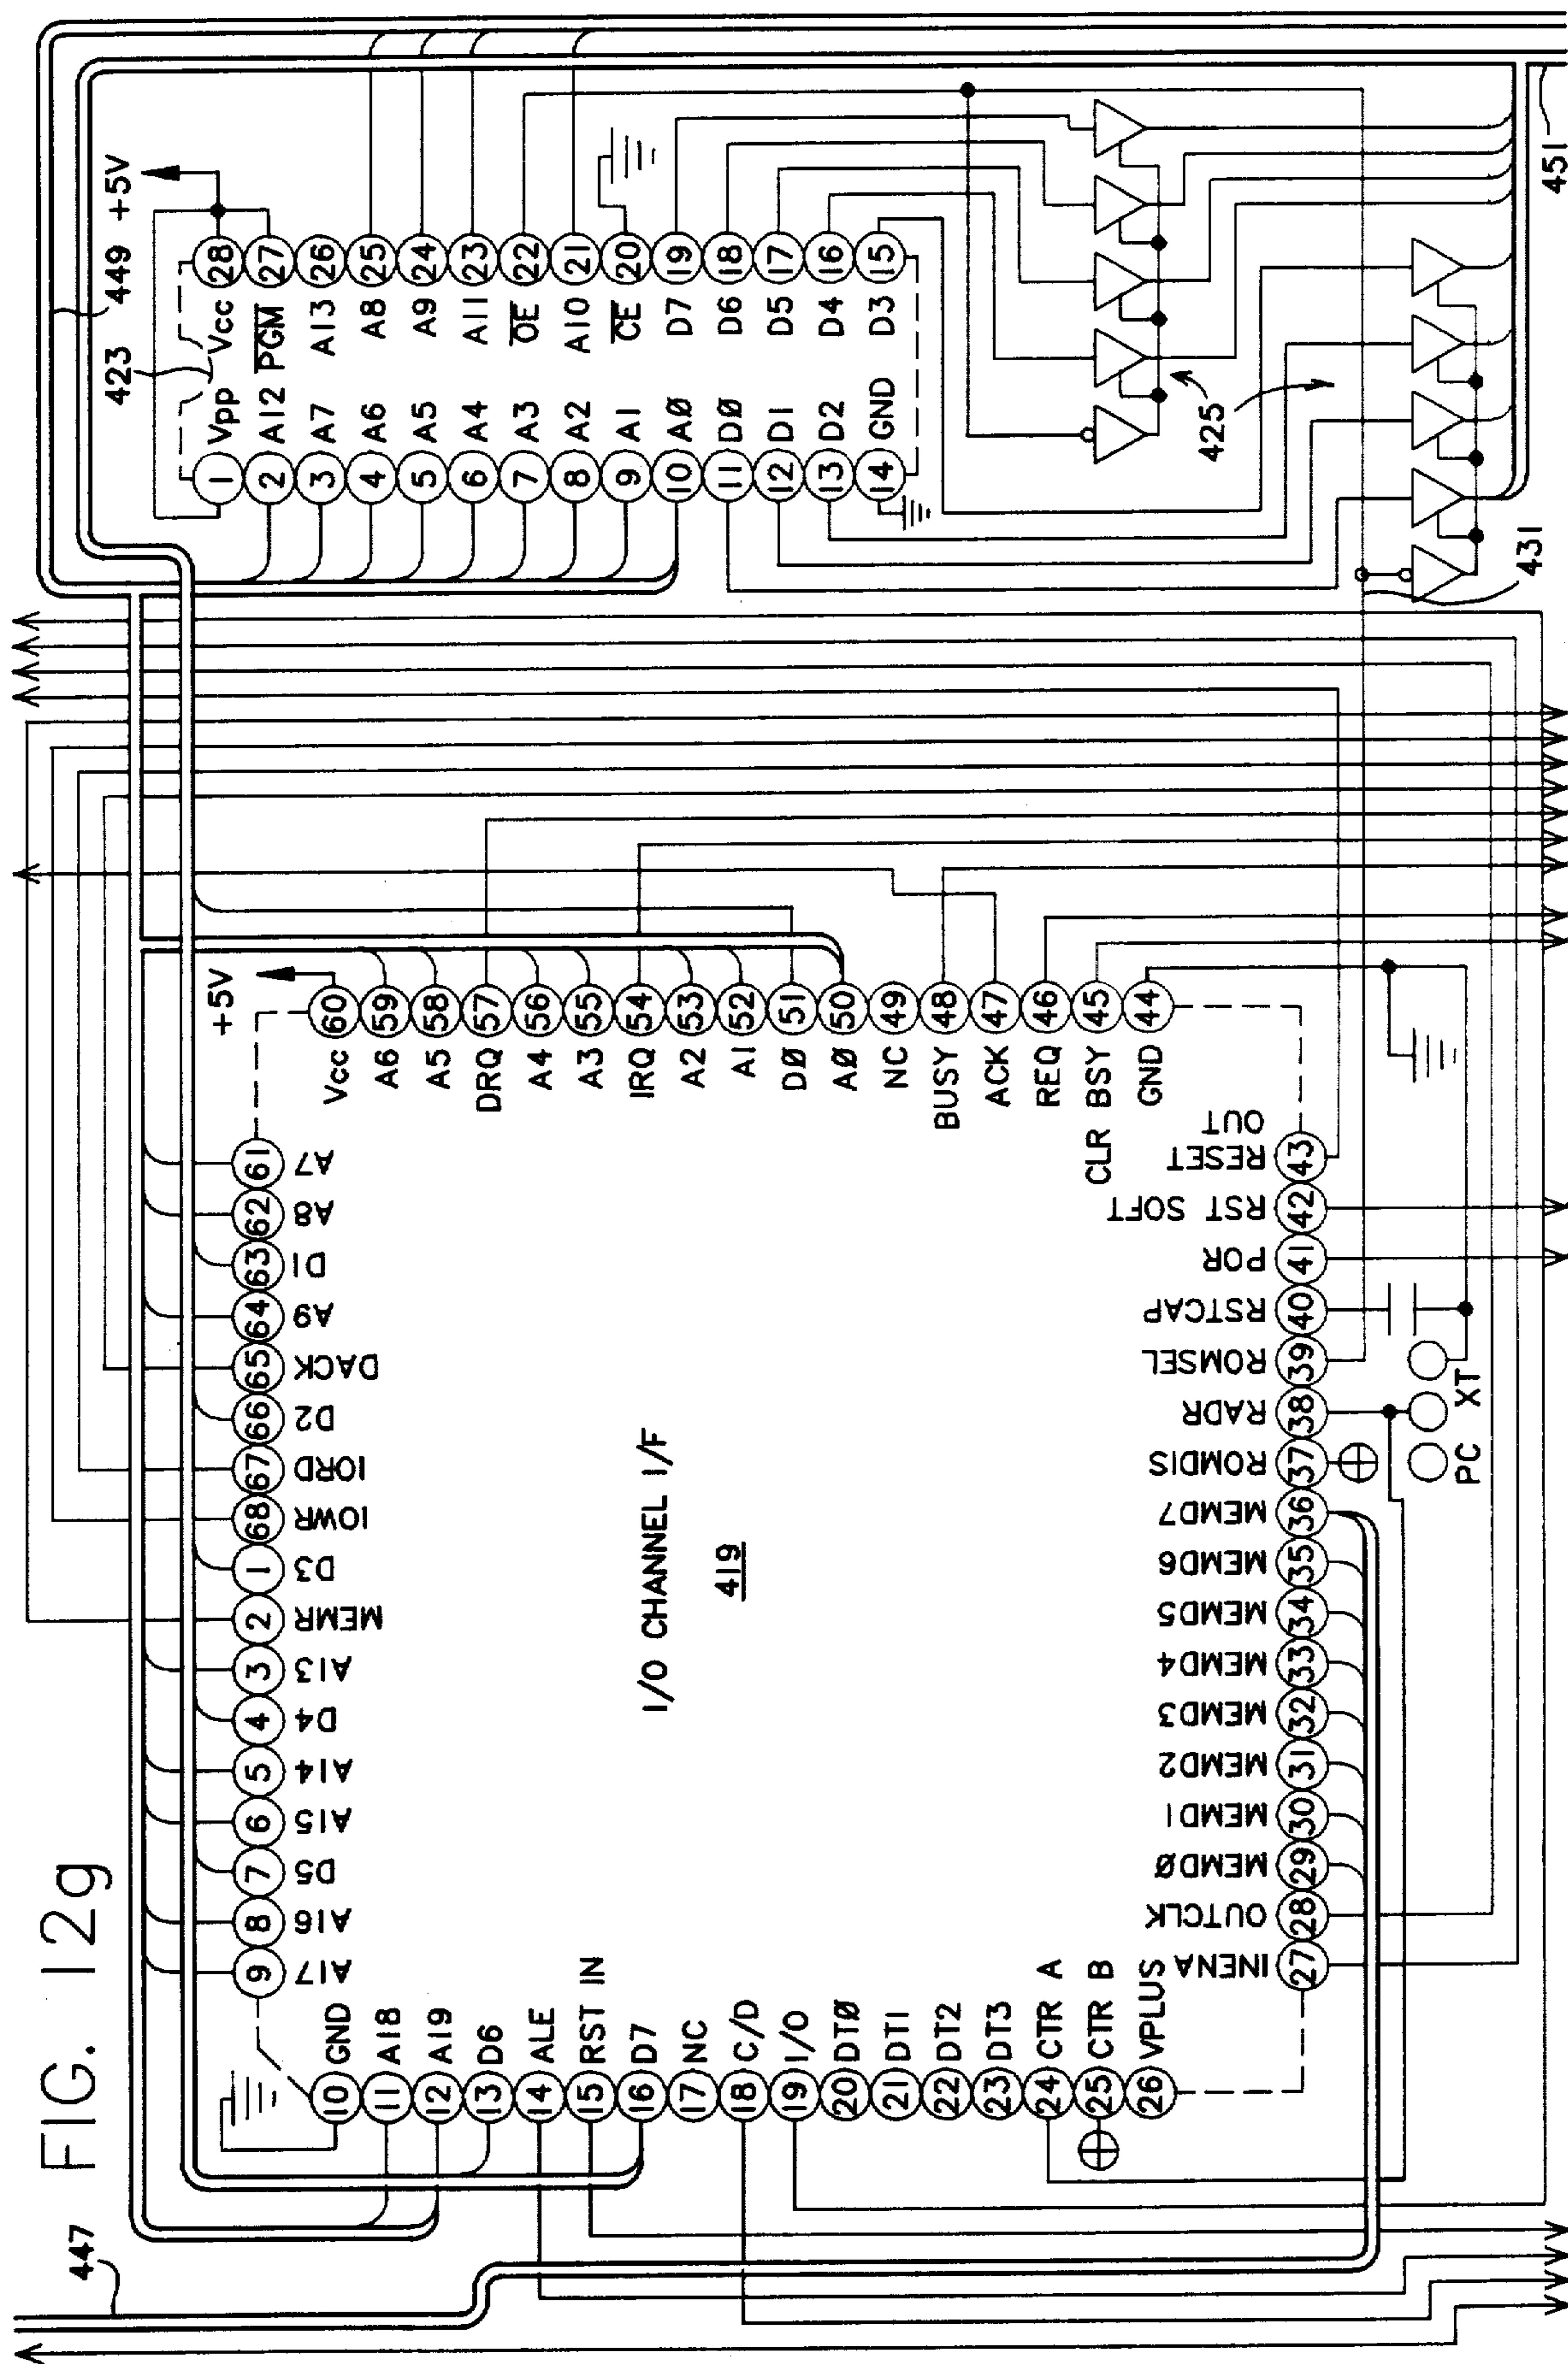 FIG. 12g
447
449
423
+5V
1 Vpp
2 A12
3 A7
4 A6
5 A5
6 A4
7 A3
8 A2
9 A1
10 AØ
11 DØ
12 D1
13 D2
14 GND
Vcc 28
PGM 27
A13 26
A8 25
A9 24
A11 23
OE 22
A10 21
CE 20
D7 19
D6 18
D5 17
D4 16
D3 15
425
431
451
+5V
Vcc 60
A6 59
A5 58
DRQ 57
A4 56
A3 55
IRQ 54
A2 53
A1 52
DØ 51
AØ 50
NC 49
BUSY 48
ACK 47
REQ 46
CLR BSY 45
GND 44
61 A7
62 A8
63 D1
64 A9
65 DACK
66 D2
67 IORD
68 IOWR
1 D3
2 MEMR
3 A13
4 D4
5 A14
6 A15
7 D5
8 A16
9 A17
I/O CHANNEL I/F
419
10 GND
11 A18
12 A19
13 D6
14 ALE
15 RST IN
16 D7
17 NC
18 C/D
19 I/O
20 DTØ
21 DT1
22 DT2
23 DT3
24 CTR A
25 CTR B
26 VPLUS
INENA 27
OUTCLK 28
MEMDØ 29
MEMD1 30
MEMD2 31
MEMD3 32
MEMD4 33
MEMD5 34
MEMD6 35
MEMD7 36
ROMDIS 37
RADR 38
ROMSEL 39
RSTCAP 40
POR 41
RST SOFT 42
RESET OUT 43
PC XT